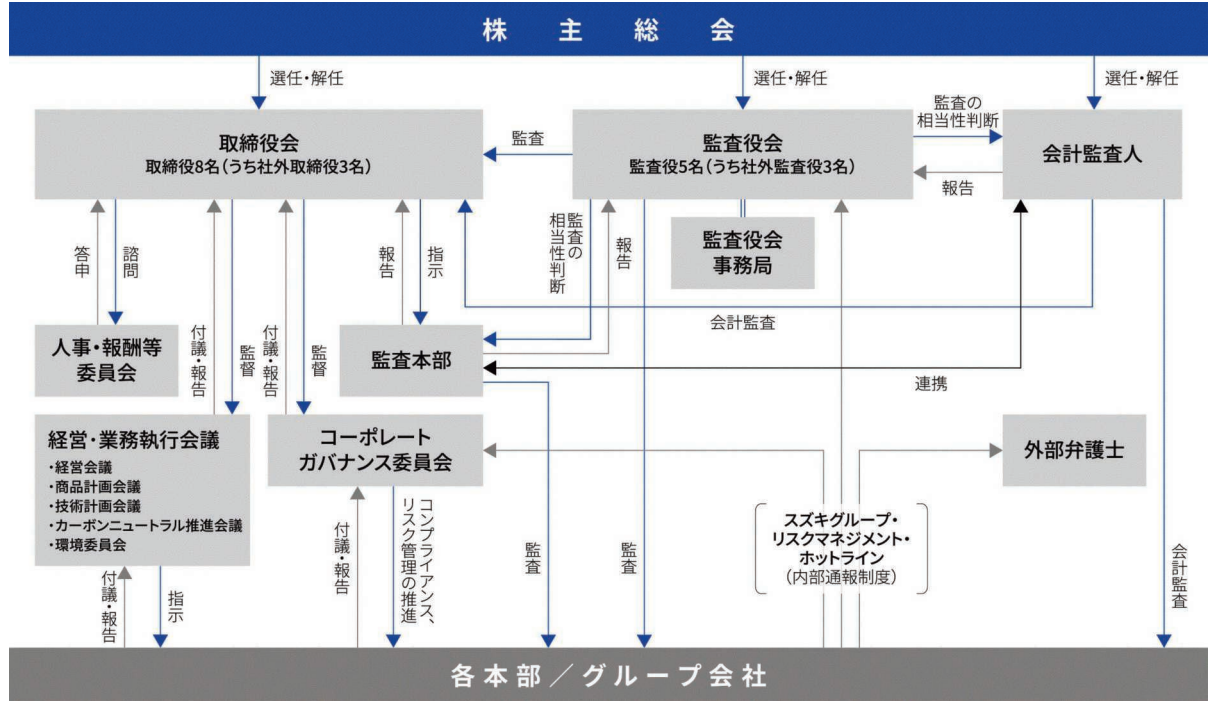 株主総会
選任・解任
選任・解任
選任・解任
取締役会
取締役8名(うち社外取締役3名)
監査
監査役会
監査役5名(うち社外監査役3名)
監査の
相当性判断
報告
会計監査人
答申
諮問
付議・報告
監督
付議・報告
監督
報告
指示
監査の
相当性判断
報告
監査役会
事務局
会計監査
人事・報酬等
委員会
監査本部
連携
経営・業務執行会議
・経営会議
・商品計画会議
・技術計画会議
・カーボンニュートラル推進会議
・環境委員会
コーポレート
ガバナンス委員会
外部弁護士
付議・報告
指示
付議・報告
コンプライアンス、
リスク管理の推進
監査
監査
スズキグループ・
リスクマネジメント・
ホットライン
(内部通報制度)
会計監査
各本部/グループ会社